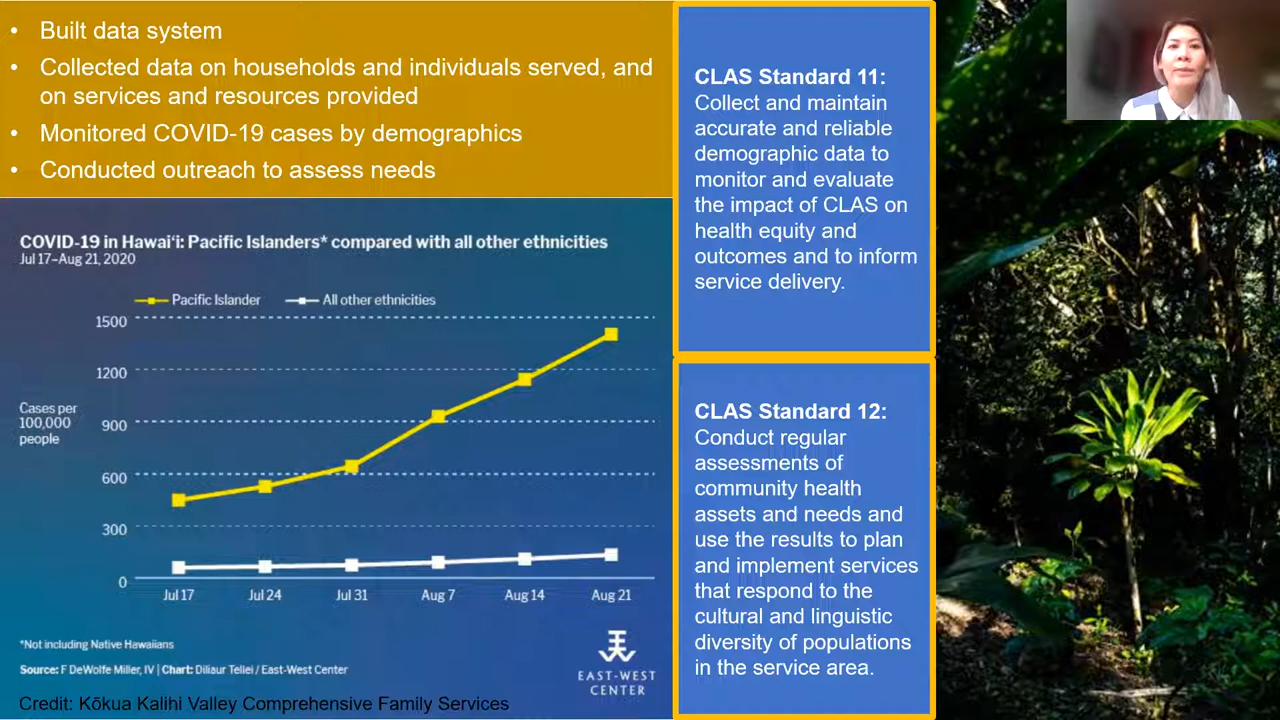 • Built data system
• Collected data on households and individuals served, and
on services and resources provided
• Monitored COVID-19 cases by demographics
• Conducted outreach to assess needs
COVID-19 in Hawai‘i: Pacific Islanders* compared with all other ethnicities
Jul 17–Aug 21, 2020
Pacific Islander
All other ethnicities
1500
1200
900
600
300
0
Cases per
100,000
people
Jul 17
Jul 24
Jul 31
Aug 7
Aug 14
Aug 21
*Not including Native Hawaiians
Source: F DeWolfe Miller, IV | Chart: Diliaur Tellei / East-West Center
EAST-WEST
CENTER
Credit: Kōkua Kalihi Valley Comprehensive Family Services
CLAS Standard 11:
Collect and maintain
accurate and reliable
demographic data to
monitor and evaluate
the impact of CLAS on
health equity and
outcomes and to inform
service delivery.
CLAS Standard 12:
Conduct regular
assessments of
community health
assets and needs and
use the results to plan
and implement services
that respond to the
cultural and linguistic
diversity of populations
in the service area.